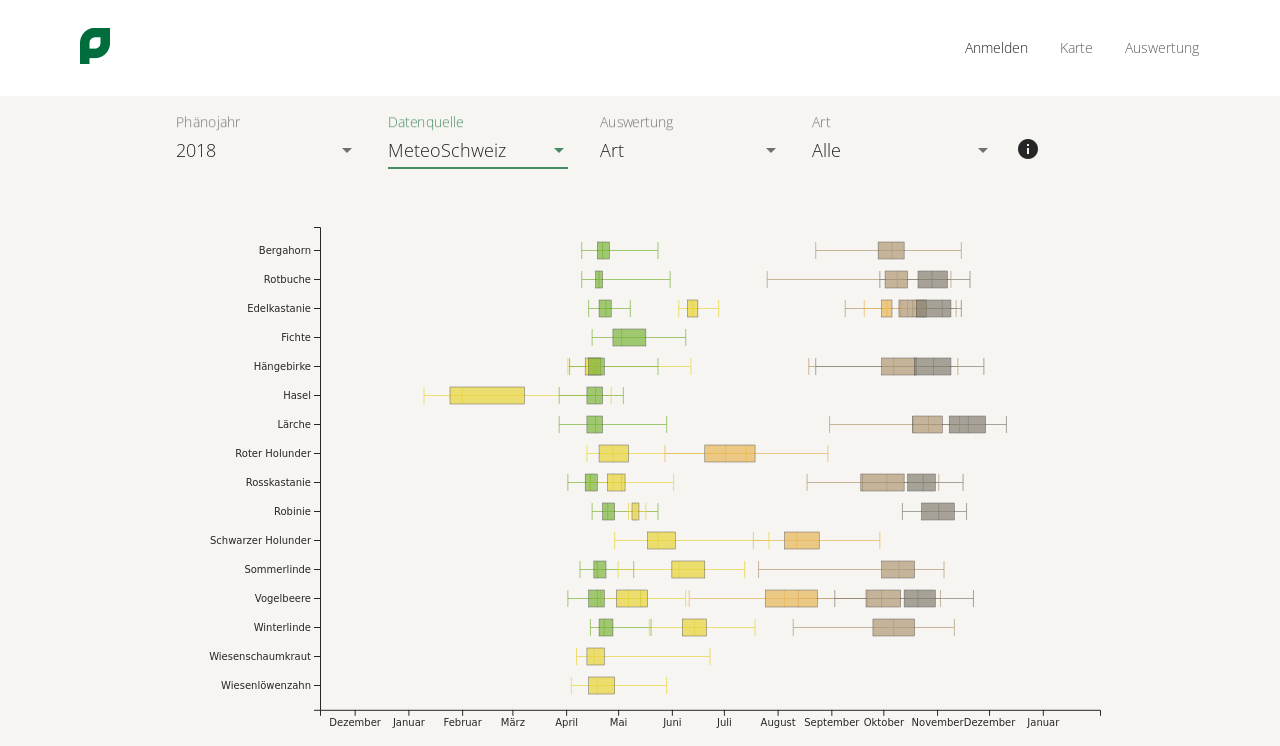 Anmelden Karte Auswertung
Phänojahr Datenquelle Auswertung Art
2018 MeteoSchweiz Art Alle
Bergahorn
Rotbuche
Edelkastanie
Fichte
Hängebirke
Hasel
Lärche
Roter Holunder
Rosskastanie
Robinie
Schwarzer Holunder
Sommerlinde
Vogelbeere
Winterlinde
Wiesenschaumkraut
Wiesenlöwenzahn
Dezember Januar Februar März April Mai Juni Juli August September Oktober November Dezember Januar